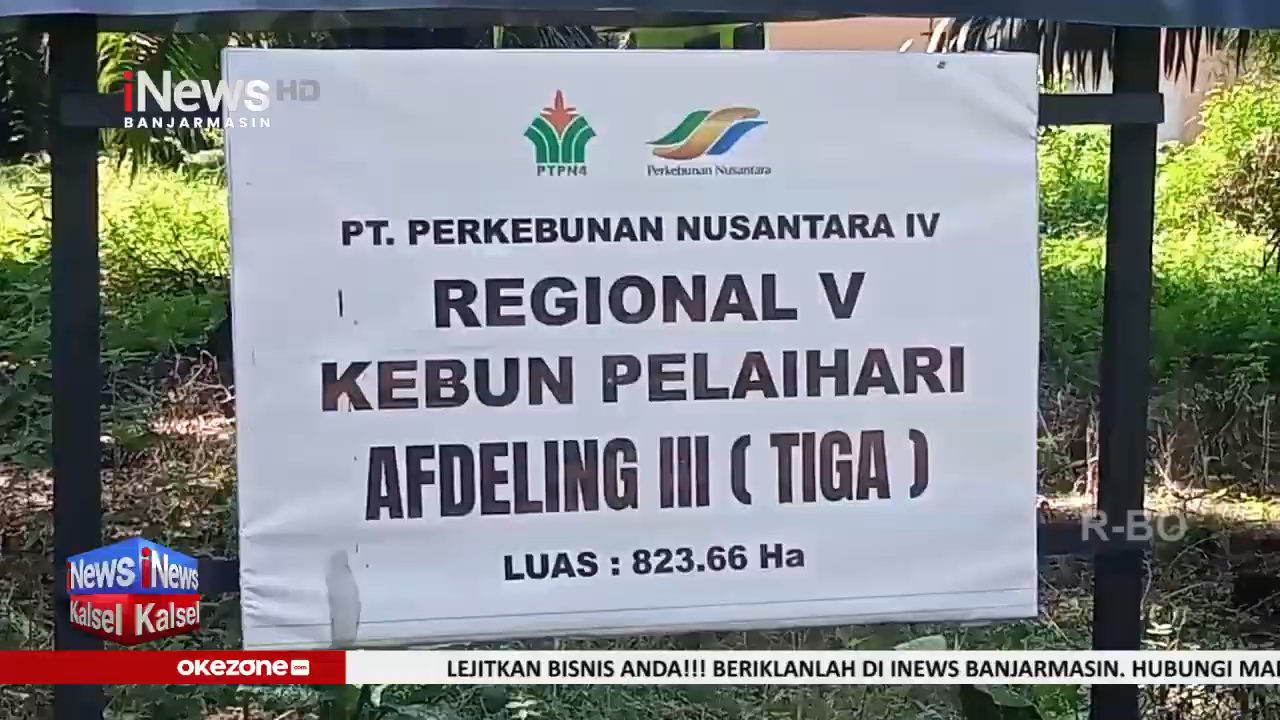 iNews HD
BANJARMASIN
PTPN4
Perkebunan Nusantara
PT. PERKEBUNAN NUSANTARA IV
REGIONAL V
KEBUN PELAIHARI
AFDELING III ( TIGA )
LUAS : 823.66 Ha
R-BO
iNews iNews
Kalsel Kalsel
OKEZONE.com
LEJITKAN BISNIS ANDA!!! BERIKLANLAH DI INEWS BANJARMASIN. HUBUNGI